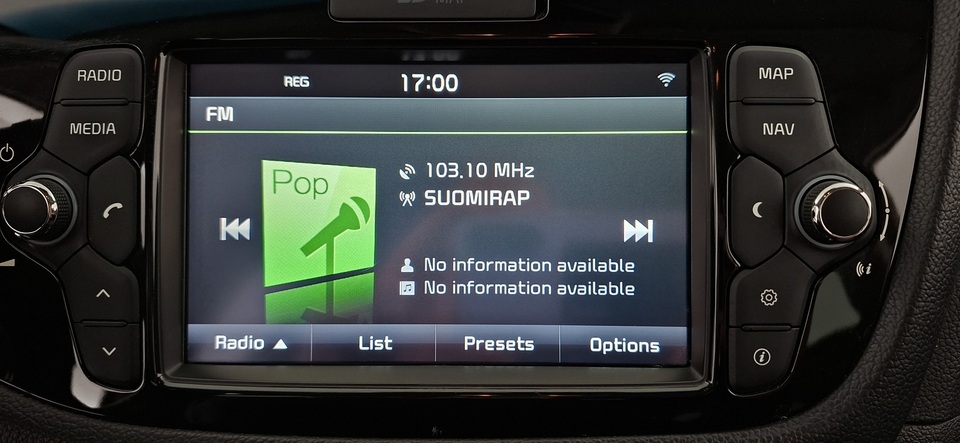 RADIO
MEDIA
REG 17:00
FM
Pop
103.10 MHz
SUOMIRAP
No information available
No information available
Radio ▲ List Presets Options
MAP
NAV